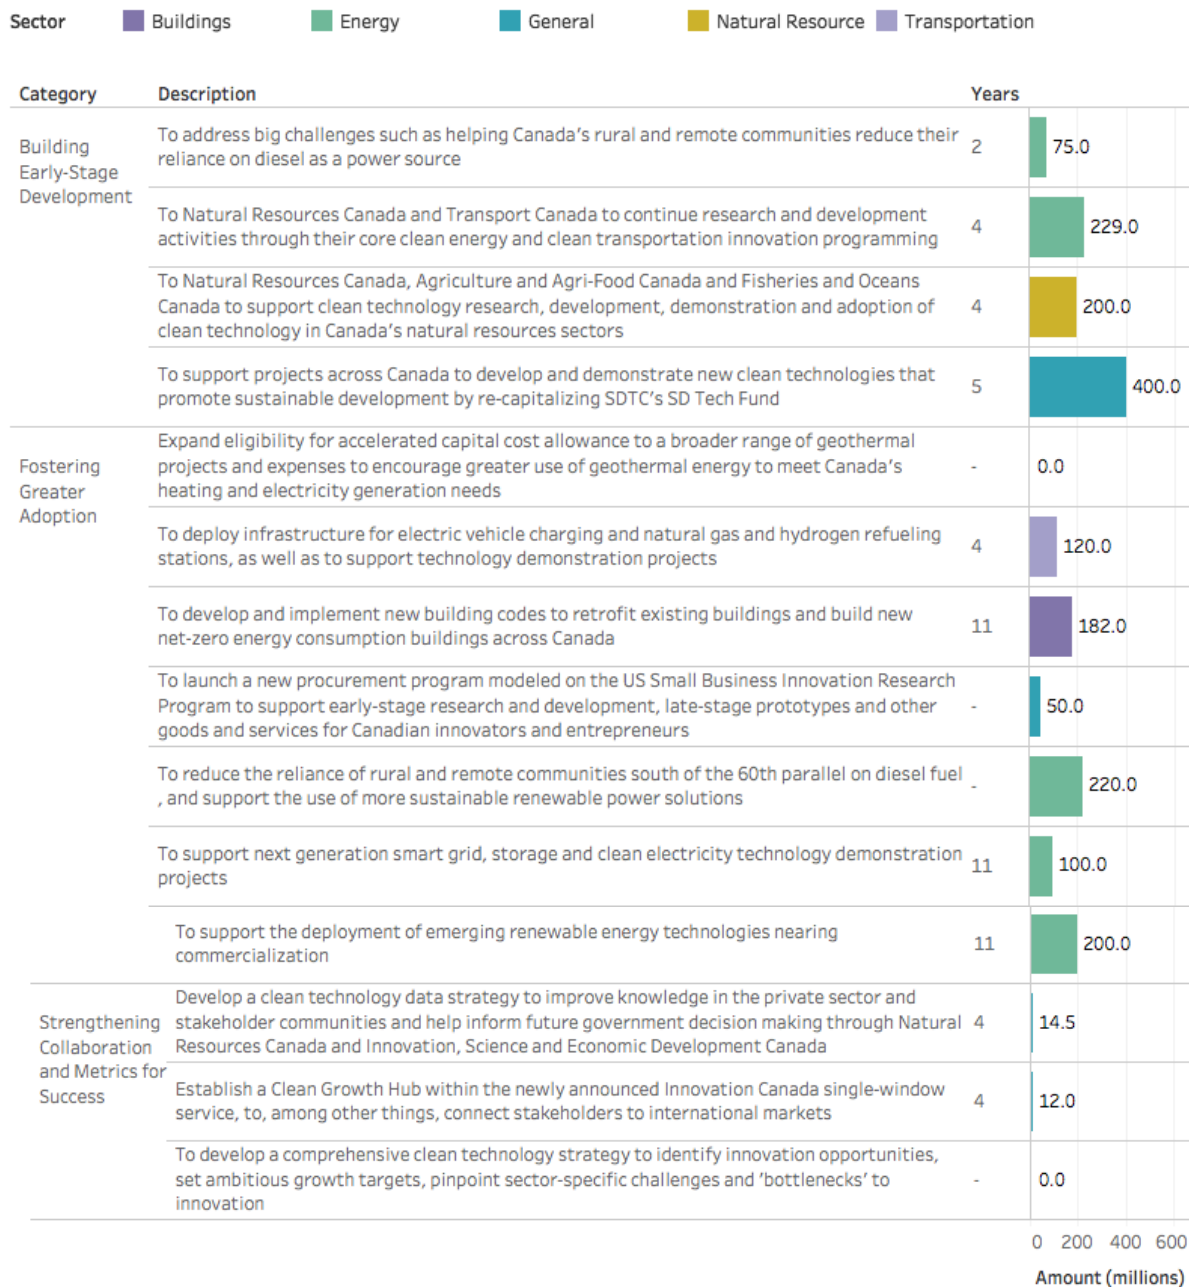 Sector Buildings Energy General Natural Resource Transportation
Category Description Years
Building
Early-Stage
Development
To address big challenges such as helping Canada's rural and remote communities reduce their
reliance on diesel as a power source
2 75.0
To Natural Resources Canada and Transport Canada to continue research and development
activities through their core clean energy and clean transportation innovation programming
4 229.0
To Natural Resources Canada, Agriculture and Agri-Food Canada and Fisheries and Oceans
Canada to support clean technology research, development, demonstration and adoption of
clean technology in Canada's natural resources sectors
4 200.0
To support projects across Canada to develop and demonstrate new clean technologies that
promote sustainable development by re-capitalizing SDTC's SD Tech Fund
5 400.0
Fostering
Greater
Adoption
Expand eligibility for accelerated capital cost allowance to a broader range of geothermal
projects and expenses to encourage greater use of geothermal energy to meet Canada's
heating and electricity generation needs
- 0.0
To deploy infrastructure for electric vehicle charging and natural gas and hydrogen refueling
stations, as well as to support technology demonstration projects
4 120.0
To develop and implement new building codes to retrofit existing buildings and build new
net-zero energy consumption buildings across Canada
11 182.0
To launch a new procurement program modeled on the US Small Business Innovation Research
Program to support early-stage research and development, late-stage prototypes and other
goods and services for Canadian innovators and entrepreneurs
- 50.0
To reduce the reliance of rural and remote communities south of the 60th parallel on diesel fuel
, and support the use of more sustainable renewable power solutions
- 220.0
To support next generation smart grid, storage and clean electricity technology demonstration
projects
11 100.0
To support the deployment of emerging renewable energy technologies nearing
commercialization
11 200.0
Strengthening
Collaboration
and Metrics for
Success
Develop a clean technology data strategy to improve knowledge in the private sector and
stakeholder communities and help inform future government decision making through Natural
Resources Canada and Innovation, Science and Economic Development Canada
4 14.5
Establish a Clean Growth Hub within the newly announced Innovation Canada single-window
service, to, among other things, connect stakeholders to international markets
4 12.0
To develop a comprehensive clean technology strategy to identify innovation opportunities,
set ambitious growth targets, pinpoint sector-specific challenges and 'bottlenecks' to
innovation
- 0.0
0 200 400 600
Amount (millions)